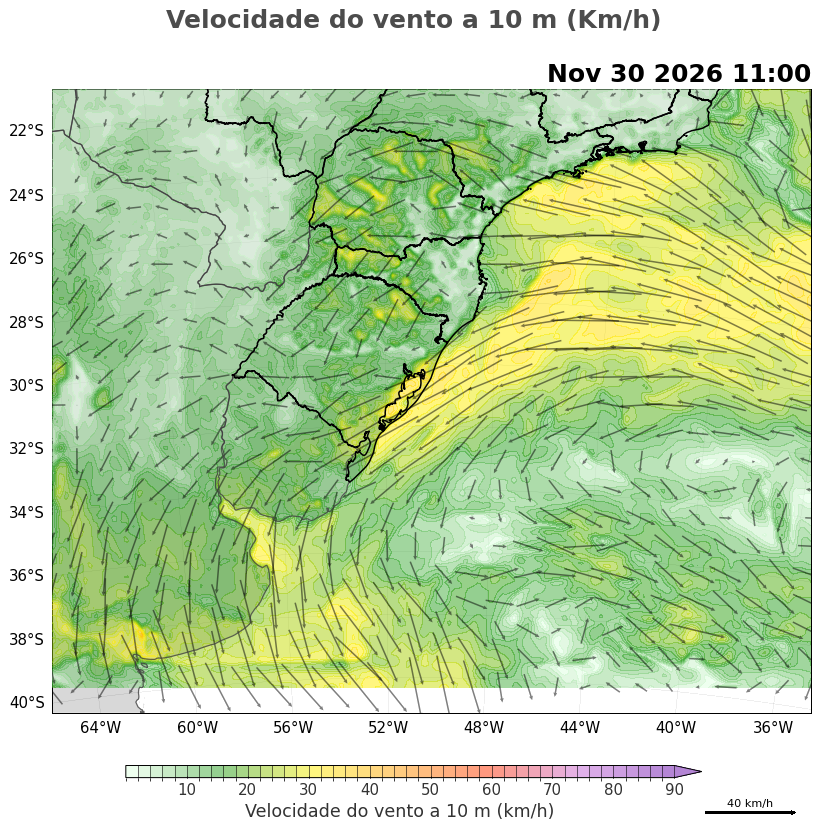 Velocidade do vento a 10 m (Km/h)
Nov 30 2026 11:00
22°S
24°S
26°S
28°S
30°S
32°S
34°S
36°S
38°S
40°S
64°W 60°W 56°W 52°W 48°W 44°W 40°W 36°W
10 20 30 40 50 60 70 80 90
Velocidade do vento a 10 m (km/h)
40 km/h